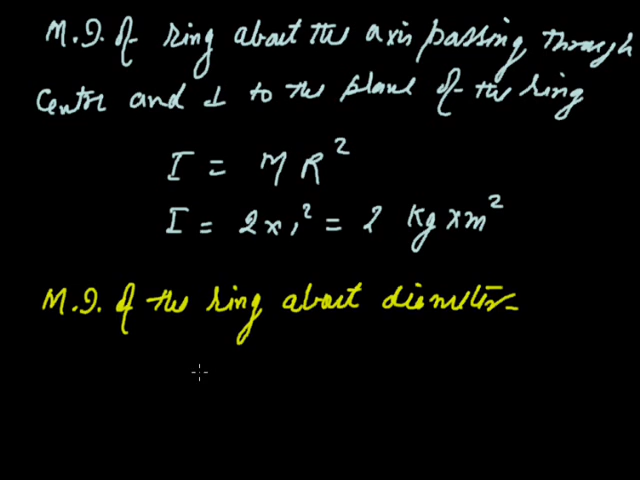 M.I. of ring about the axis passing through
Centre and ⊥ to the plane of the ring
I = M R²
I = 2 x 1² = 2 Kg x m²
M.I. of the ring about diameter